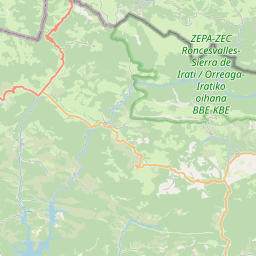 ZEPA-ZEC
Roncesvalles-
Sierra de
Irati / Orreaga-
Iratiko
oihana
BBE-KBE